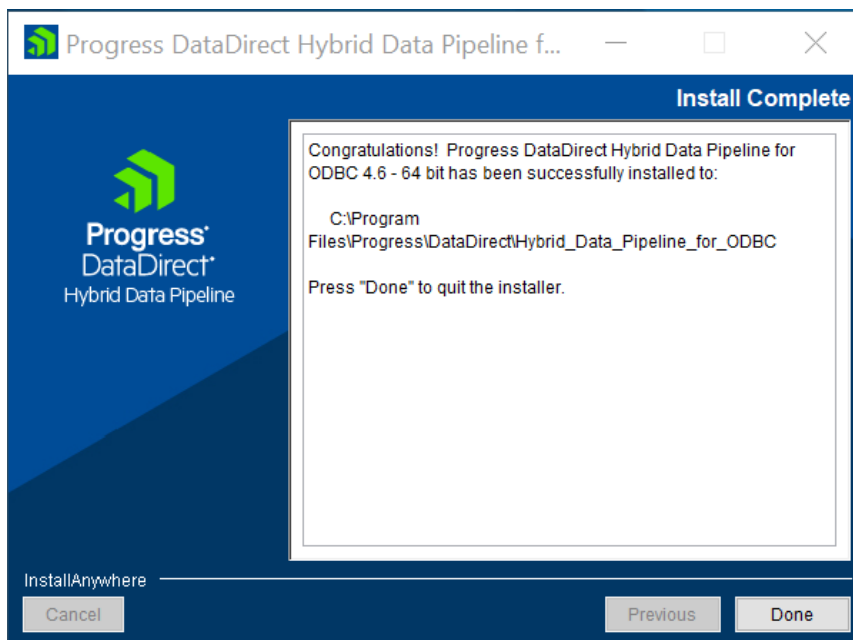 Progress DataDirect Hybrid Data Pipeline f...
Install Complete
Progress
DataDirect
Hybrid Data Pipeline
Congratulations! Progress DataDirect Hybrid Data Pipeline for
ODBC 4.6 - 64 bit has been successfully installed to:
C:\Program
Files\Progress\DataDirect\Hybrid_Data_Pipeline_for_ODBC
Press "Done" to quit the installer.
InstallAnywhere
Cancel
Previous
Done